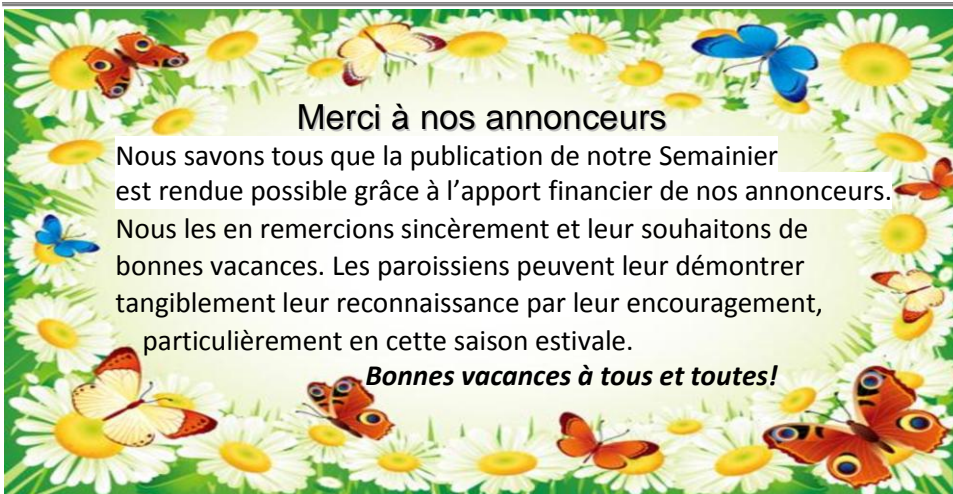 Merci à nos annonceurs
Nous savons tous que la publication de notre Semainier
est rendue possible grâce à l’apport financier de nos annonceurs.
Nous les en remercions sincèrement et leur souhaitons de
bonnes vacances. Les paroissiens peuvent leur démontrer
tangiblement leur reconnaissance par leur encouragement,
particulièrement en cette saison estivale.
Bonnes vacances à tous et toutes!